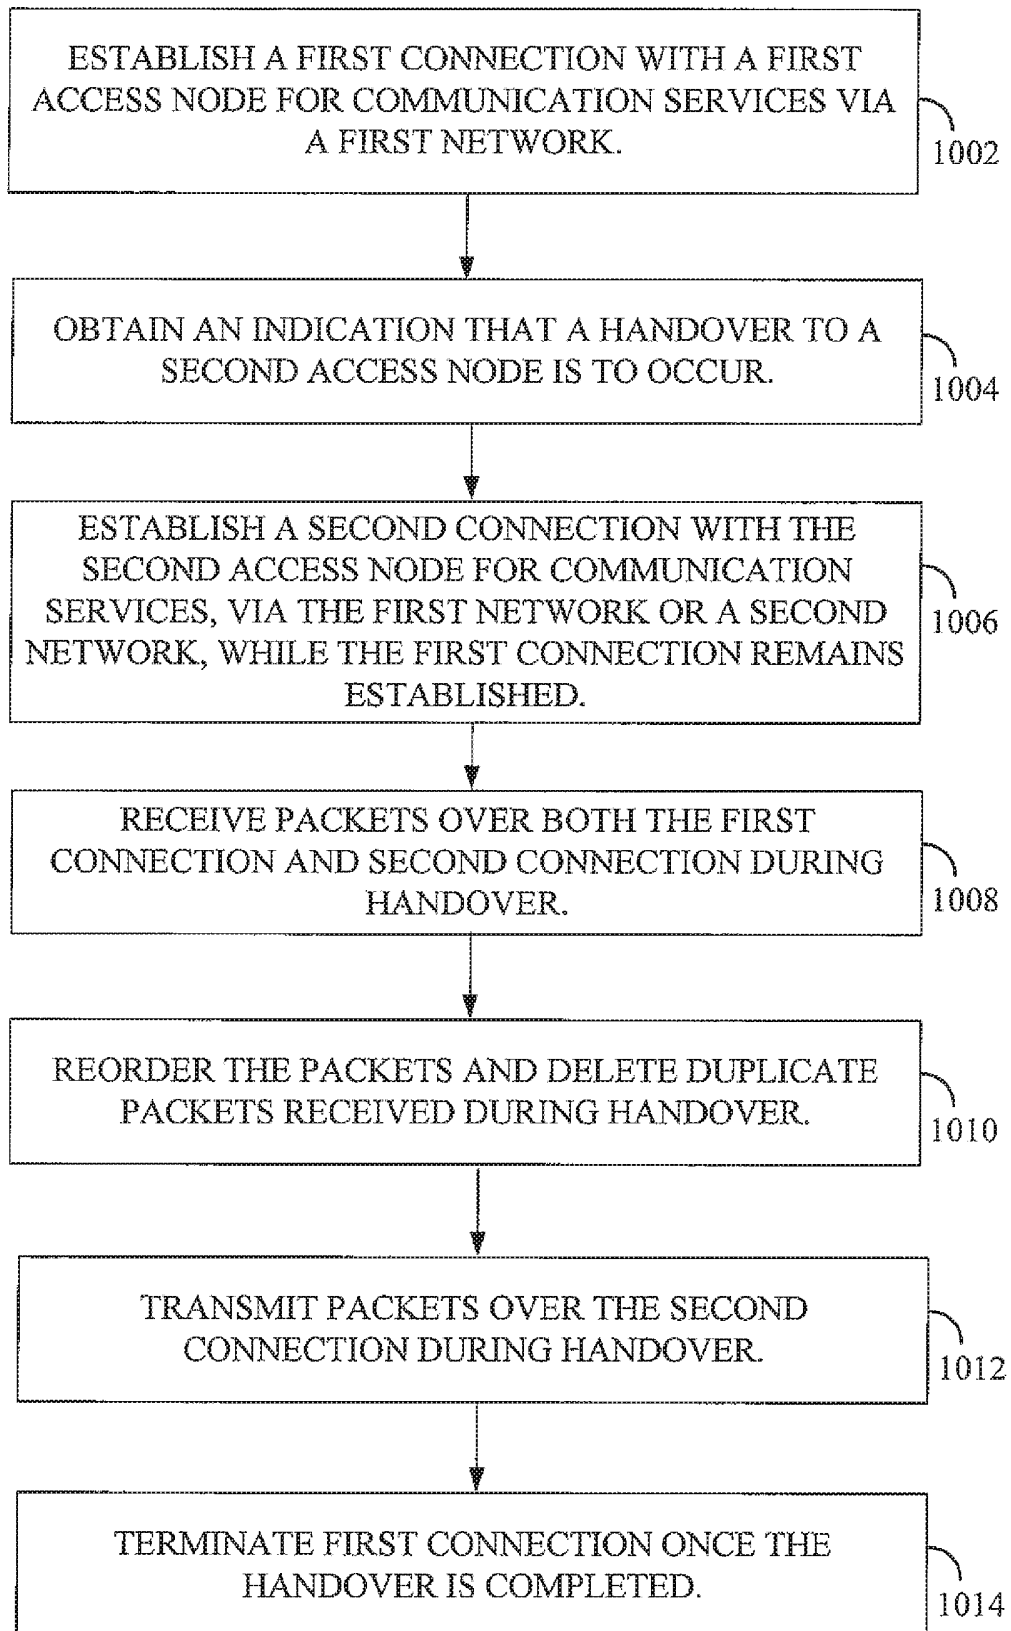 ESTABLISH A FIRST CONNECTION WITH A FIRST
ACCESS NODE FOR COMMUNICATION SERVICES VIA
A FIRST NETWORK.
1002
OBTAIN AN INDICATION THAT A HANDOVER TO A
SECOND ACCESS NODE IS TO OCCUR.
1004
ESTABLISH A SECOND CONNECTION WITH THE
SECOND ACCESS NODE FOR COMMUNICATION
SERVICES, VIA THE FIRST NETWORK OR A SECOND
NETWORK, WHILE THE FIRST CONNECTION REMAINS
ESTABLISHED.
1006
RECEIVE PACKETS OVER BOTH THE FIRST
CONNECTION AND SECOND CONNECTION DURING
HANDOVER.
1008
REORDER THE PACKETS AND DELETE DUPLICATE
PACKETS RECEIVED DURING HANDOVER.
1010
TRANSMIT PACKETS OVER THE SECOND
CONNECTION DURING HANDOVER.
1012
TERMINATE FIRST CONNECTION ONCE THE
HANDOVER IS COMPLETED.
1014